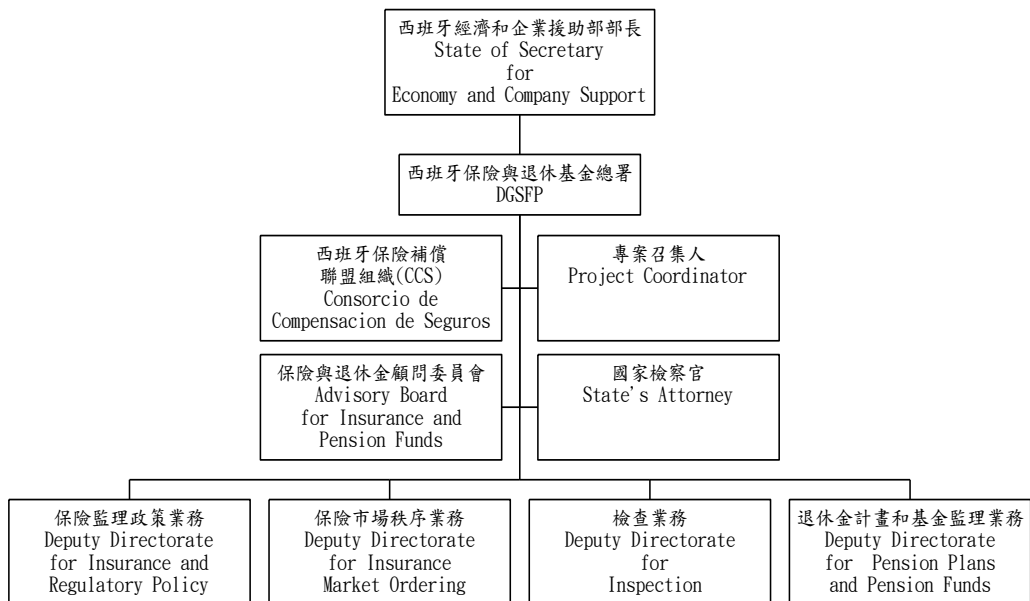 西班牙經濟和企業援助部部長
State of Secretary
for
Economy and Company Support
西班牙保險與退休基金總署
DGSFP
西班牙保險補償
聯盟組織(CCS)
Consorcio de
Compensacion de Seguros
專案召集人
Project Coordinator
保險與退休金顧問委員會
Advisory Board
for Insurance and
Pension Funds
國家檢察官
State's Attorney
保險監理政策業務
Deputy Directorate
for Insurance and
Regulatory Policy
保險市場秩序業務
Deputy Directorate
for Insurance
Market Ordering
檢查業務
Deputy Directorate
for
Inspection
退休金計畫和基金監理業務
Deputy Directorate
for Pension Plans
and Pension Funds